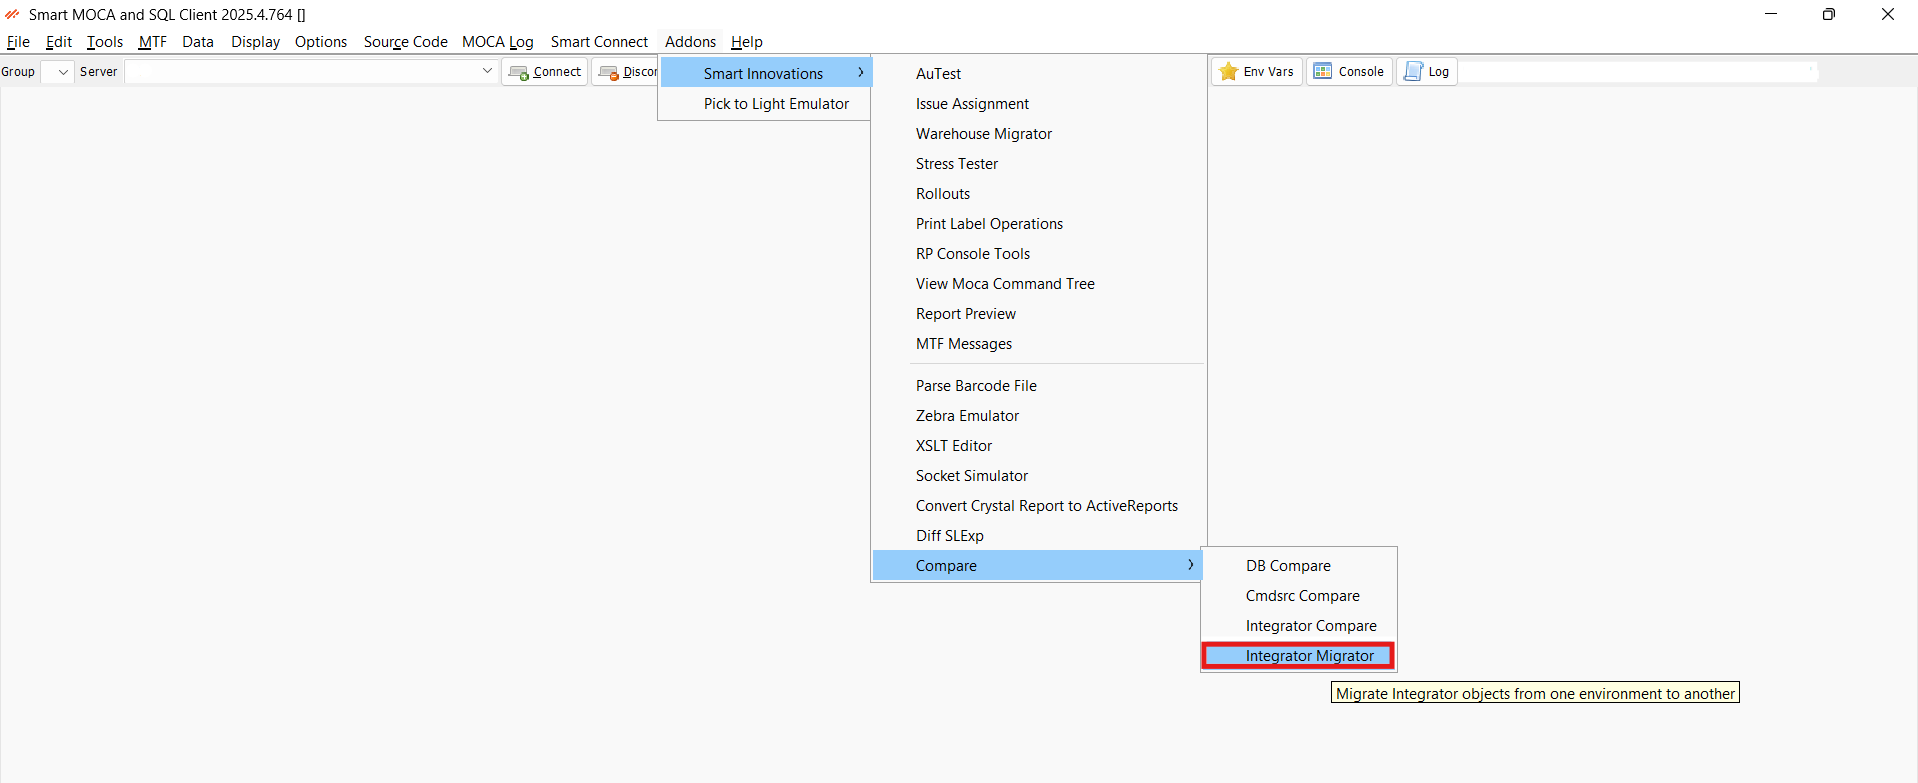 Smart MOCA and SQL Client 2025.4.764 []
File Edit Tools MTF Data Display Options Source Code MOCA Log Smart Connect Addons Help
Group Server Connect Discon Env Vars Console Log
Smart Innovations
Pick to Light Emulator
AuTest
Issue Assignment
Warehouse Migrator
Stress Tester
Rollouts
Print Label Operations
RP Console Tools
View Moca Command Tree
Report Preview
MTF Messages
Parse Barcode File
Zebra Emulator
XSLT Editor
Socket Simulator
Convert Crystal Report to ActiveReports
Diff SLExp
Compare
DB Compare
Cmdsrc Compare
Integrator Compare
Integrator Migrator
Migrate Integrator objects from one environment to another